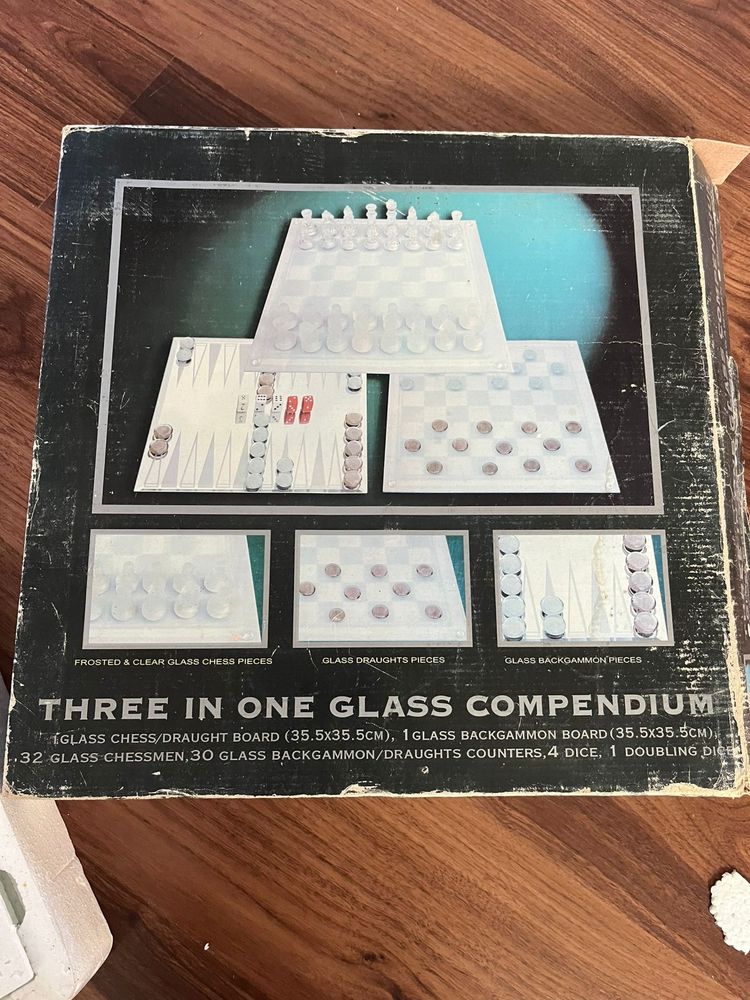 FROSTED & CLEAR GLASS CHESS PIECES
GLASS DRAUGHTS PIECES
GLASS BACKGAMMON PIECES
THREE IN ONE GLASS COMPENDIUM
1GLASS CHESS/DRAUGHT BOARD (35.5x35.5cm), 1GLASS BACKGAMMON BOARD (35.5x35.5cm),
32 GLASS CHESSMEN,30 GLASS BACKGAMMON/DRAUGHTS COUNTERS,4 DICE, 1 DOUBLING DICE